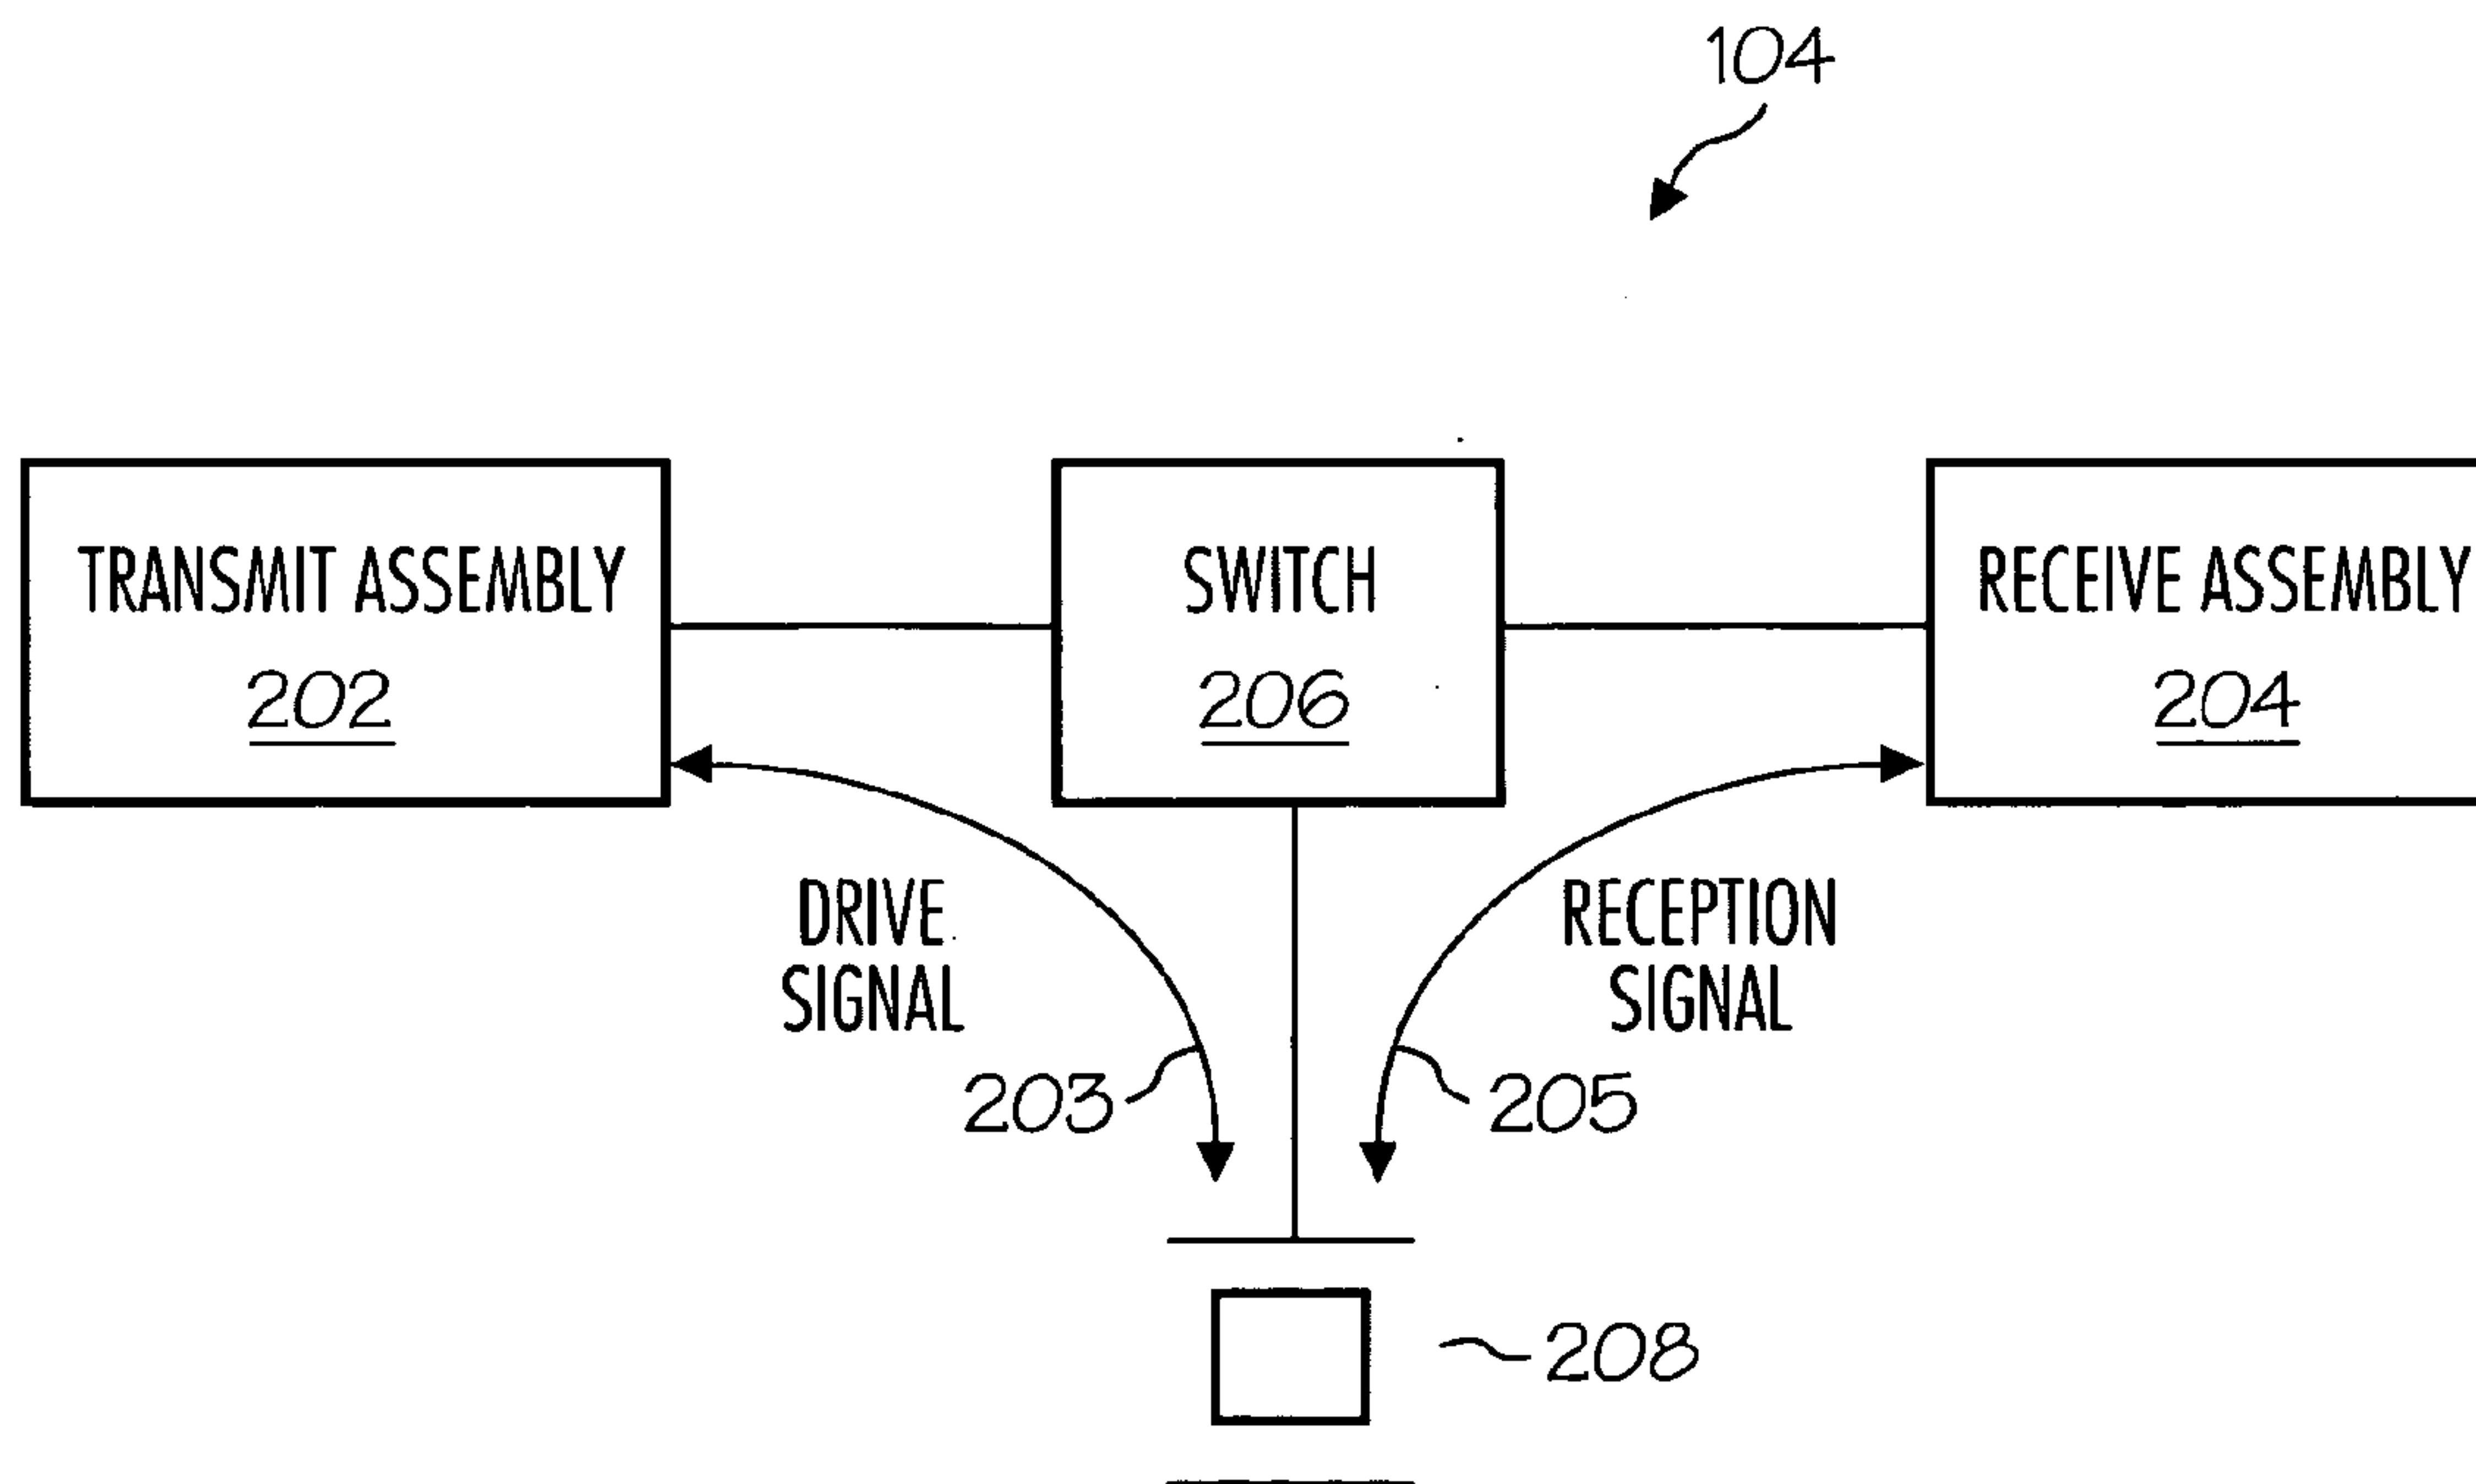 104
TRANSMIT ASSEMBLY
202
SWITCH
206
RECEIVE ASSEMBLY
204
DRIVE
SIGNAL
203
RECEPTION
SIGNAL
205
208